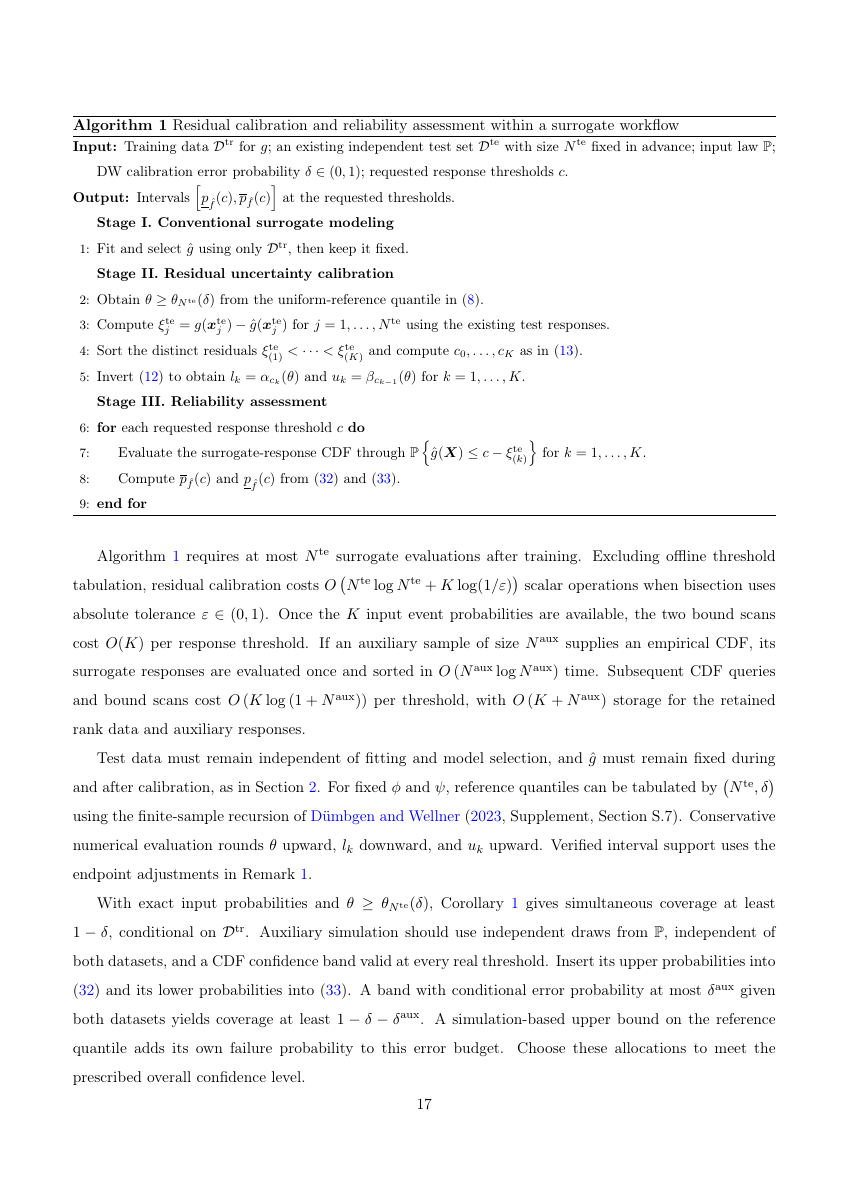 Algorithm 1 Residual calibration and reliability assessment within a surrogate workflow
Input: Training data 𝒟^tr for g; an existing independent test set 𝒟^te with size N^te fixed in advance; input law ℙ;
DW calibration error probability δ ∈ (0, 1); requested response thresholds c.
Output: Intervals [p̲_f̂(c), p̅_f̂(c)] at the requested thresholds.
Stage I. Conventional surrogate modeling
1: Fit and select ĝ using only 𝒟^tr, then keep it fixed.
Stage II. Residual uncertainty calibration
2: Obtain θ ≥ θ_{N^te}(δ) from the uniform-reference quantile in (8).
3: Compute ξ_j^te = g(x_j^te) − ĝ(x_j^te) for j = 1, . . . , N^te using the existing test responses.
4: Sort the distinct residuals ξ_(1)^te < · · · < ξ_(K)^te and compute c_0, . . . , c_K as in (13).
5: Invert (12) to obtain l_k = α_{c_k}(θ) and u_k = β_{c_{k−1}}(θ) for k = 1, . . . , K.
Stage III. Reliability assessment
6: for each requested response threshold c do
7: Evaluate the surrogate-response CDF through ℙ{ĝ(X) ≤ c − ξ_(k)^te} for k = 1, . . . , K.
8: Compute p̅_f̂(c) and p̲_f̂(c) from (32) and (33).
9: end for
Algorithm 1 requires at most N^te surrogate evaluations after training. Excluding offline threshold
tabulation, residual calibration costs O (N^te log N^te + K log(1/ε)) scalar operations when bisection uses
absolute tolerance ε ∈ (0, 1). Once the K input event probabilities are available, the two bound scans
cost O(K) per response threshold. If an auxiliary sample of size N^aux supplies an empirical CDF, its
surrogate responses are evaluated once and sorted in O (N^aux log N^aux) time. Subsequent CDF queries
and bound scans cost O (K log (1 + N^aux)) per threshold, with O (K + N^aux) storage for the retained
rank data and auxiliary responses.
Test data must remain independent of fitting and model selection, and ĝ must remain fixed during
and after calibration, as in Section 2. For fixed ϕ and ψ, reference quantiles can be tabulated by (N^te, δ)
using the finite-sample recursion of Dümbgen and Wellner (2023, Supplement, Section S.7). Conservative
numerical evaluation rounds θ upward, l_k downward, and u_k upward. Verified interval support uses the
endpoint adjustments in Remark 1.
With exact input probabilities and θ ≥ θ_{N^te}(δ), Corollary 1 gives simultaneous coverage at least
1 − δ, conditional on 𝒟^tr. Auxiliary simulation should use independent draws from ℙ, independent of
both datasets, and a CDF confidence band valid at every real threshold. Insert its upper probabilities into
(32) and its lower probabilities into (33). A band with conditional error probability at most δ^aux given
both datasets yields coverage at least 1 − δ − δ^aux. A simulation-based upper bound on the reference
quantile adds its own failure probability to this error budget. Choose these allocations to meet the
prescribed overall confidence level.
17